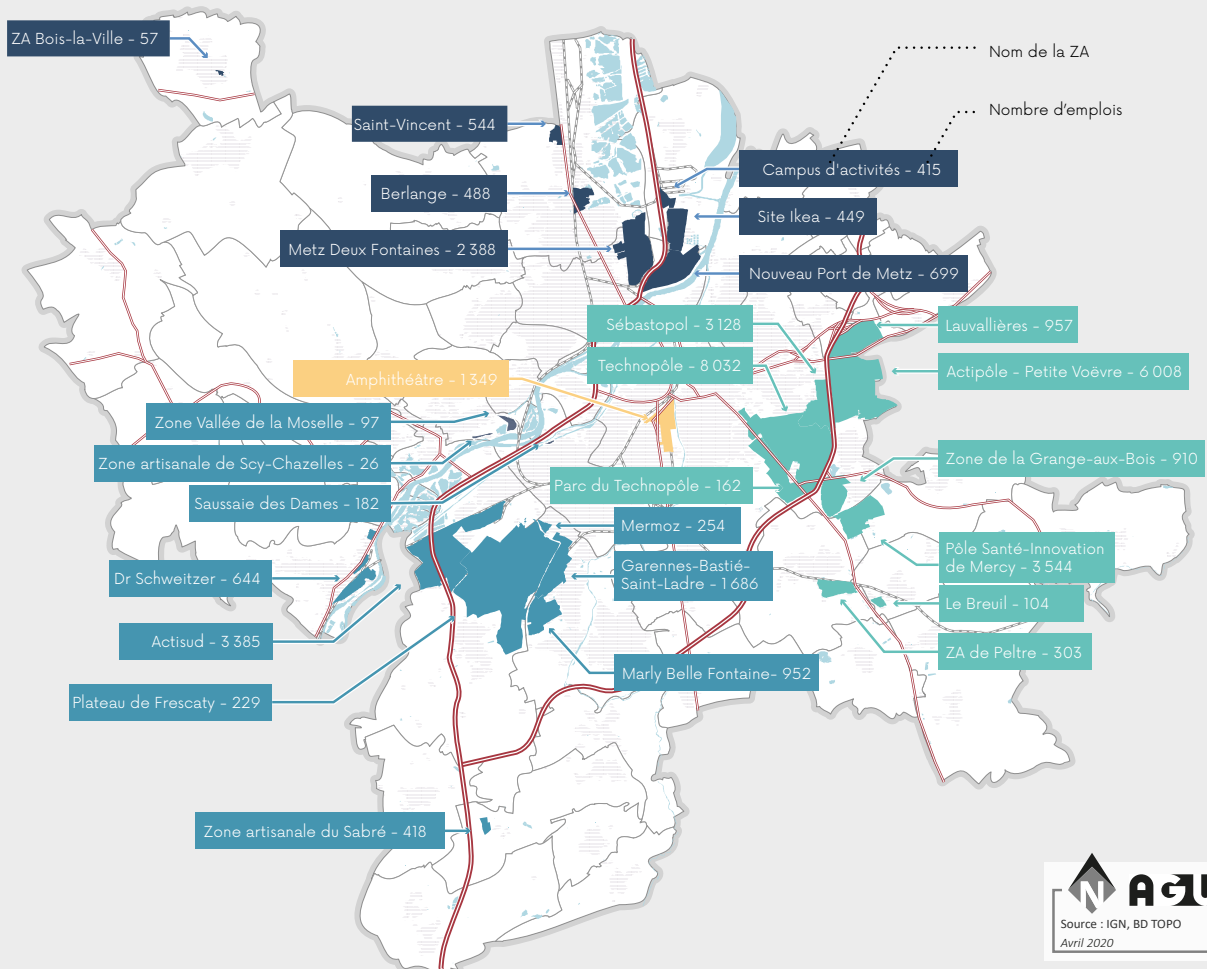 ZA Bois-la-Ville - 57
Nom de la ZA
Nombre d'emplois
Saint-Vincent - 544
Campus d'activités - 415
Berlange - 488
Site Ikea - 449
Metz Deux Fontaines - 2 388
Nouveau Port de Metz - 699
Sébastopol - 3 128
Lauvallières - 957
Technopôle - 8 032
Actipôle - Petite Voëvre - 6 008
Amphithéâtre - 1 349
Zone Vallée de la Moselle - 97
Zone artisanale de Scy-Chazelles - 26
Zone de la Grange-aux-Bois - 910
Saussaie des Dames - 182
Parc du Technopôle - 162
Mermoz - 254
Pôle Santé-Innovation
de Mercy - 3 544
Garennes-Bastié-
Saint-Ladre - 1 686
Dr Schweitzer - 644
Le Breuil - 104
Actisud - 3 385
ZA de Peltre - 303
Marly Belle Fontaine- 952
Plateau de Frescaty - 229
Zone artisanale du Sabré - 418
N
Source : IGN, BD TOPO
Avril 2020